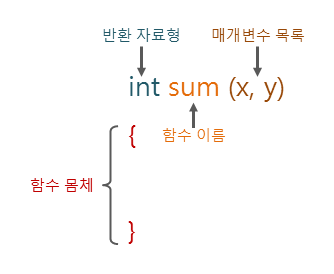 반환 자료형 매개변수 목록
int sum (x, y)
{ 함수 이름
함수 몸체
}